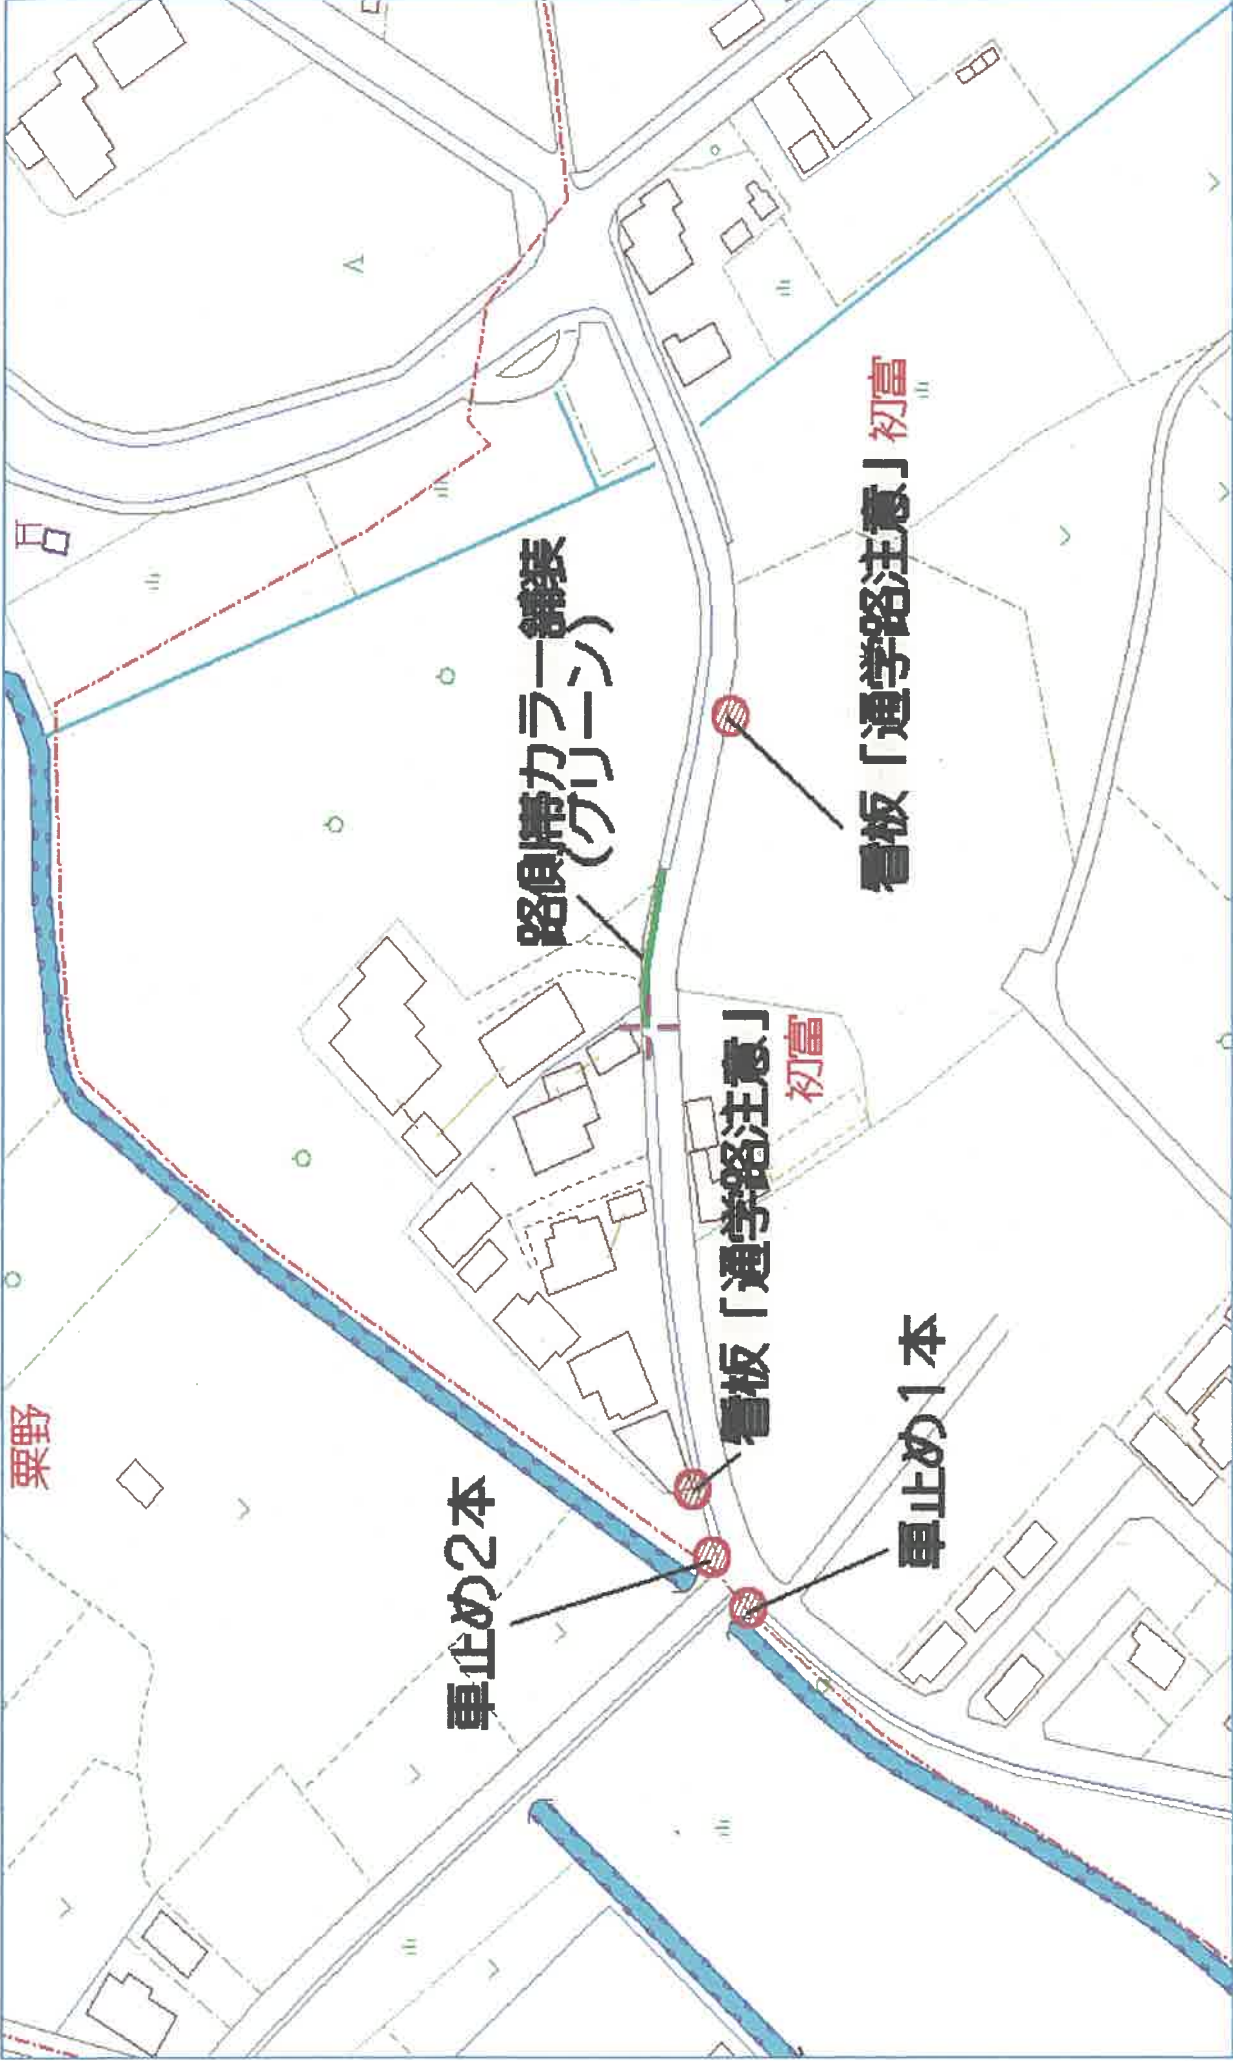 粟野
車止め2本
路側帯カラー舗装
(グリーン)
看板「通学路注意」
初富
看板「通学路注意」
初富
車止め1本